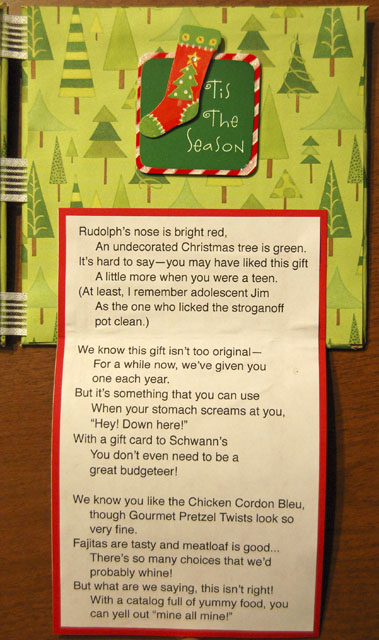 'Tis
The
Season
Rudolph's nose is bright red,
An undecorated Christmas tree is green.
It's hard to say—you may have liked this gift
A little more when you were a teen.
(At least, I remember adolescent Jim
As the one who licked the stroganoff
pot clean.)
We know this gift isn't too original—
For a while now, we've given you
one each year.
But it's something that you can use
When your stomach screams at you,
"Hey! Down here!"
With a gift card to Schwann's
You don't even need to be a
great budgeteer!
We know you like the Chicken Cordon Bleu,
though Gourmet Pretzel Twists look so
very fine.
Fajitas are tasty and meatloaf is good...
There's so many choices that we'd
probably whine!
But what are we saying, this isn't right!
With a catalog full of yummy food, you
can yell out "mine all mine!"